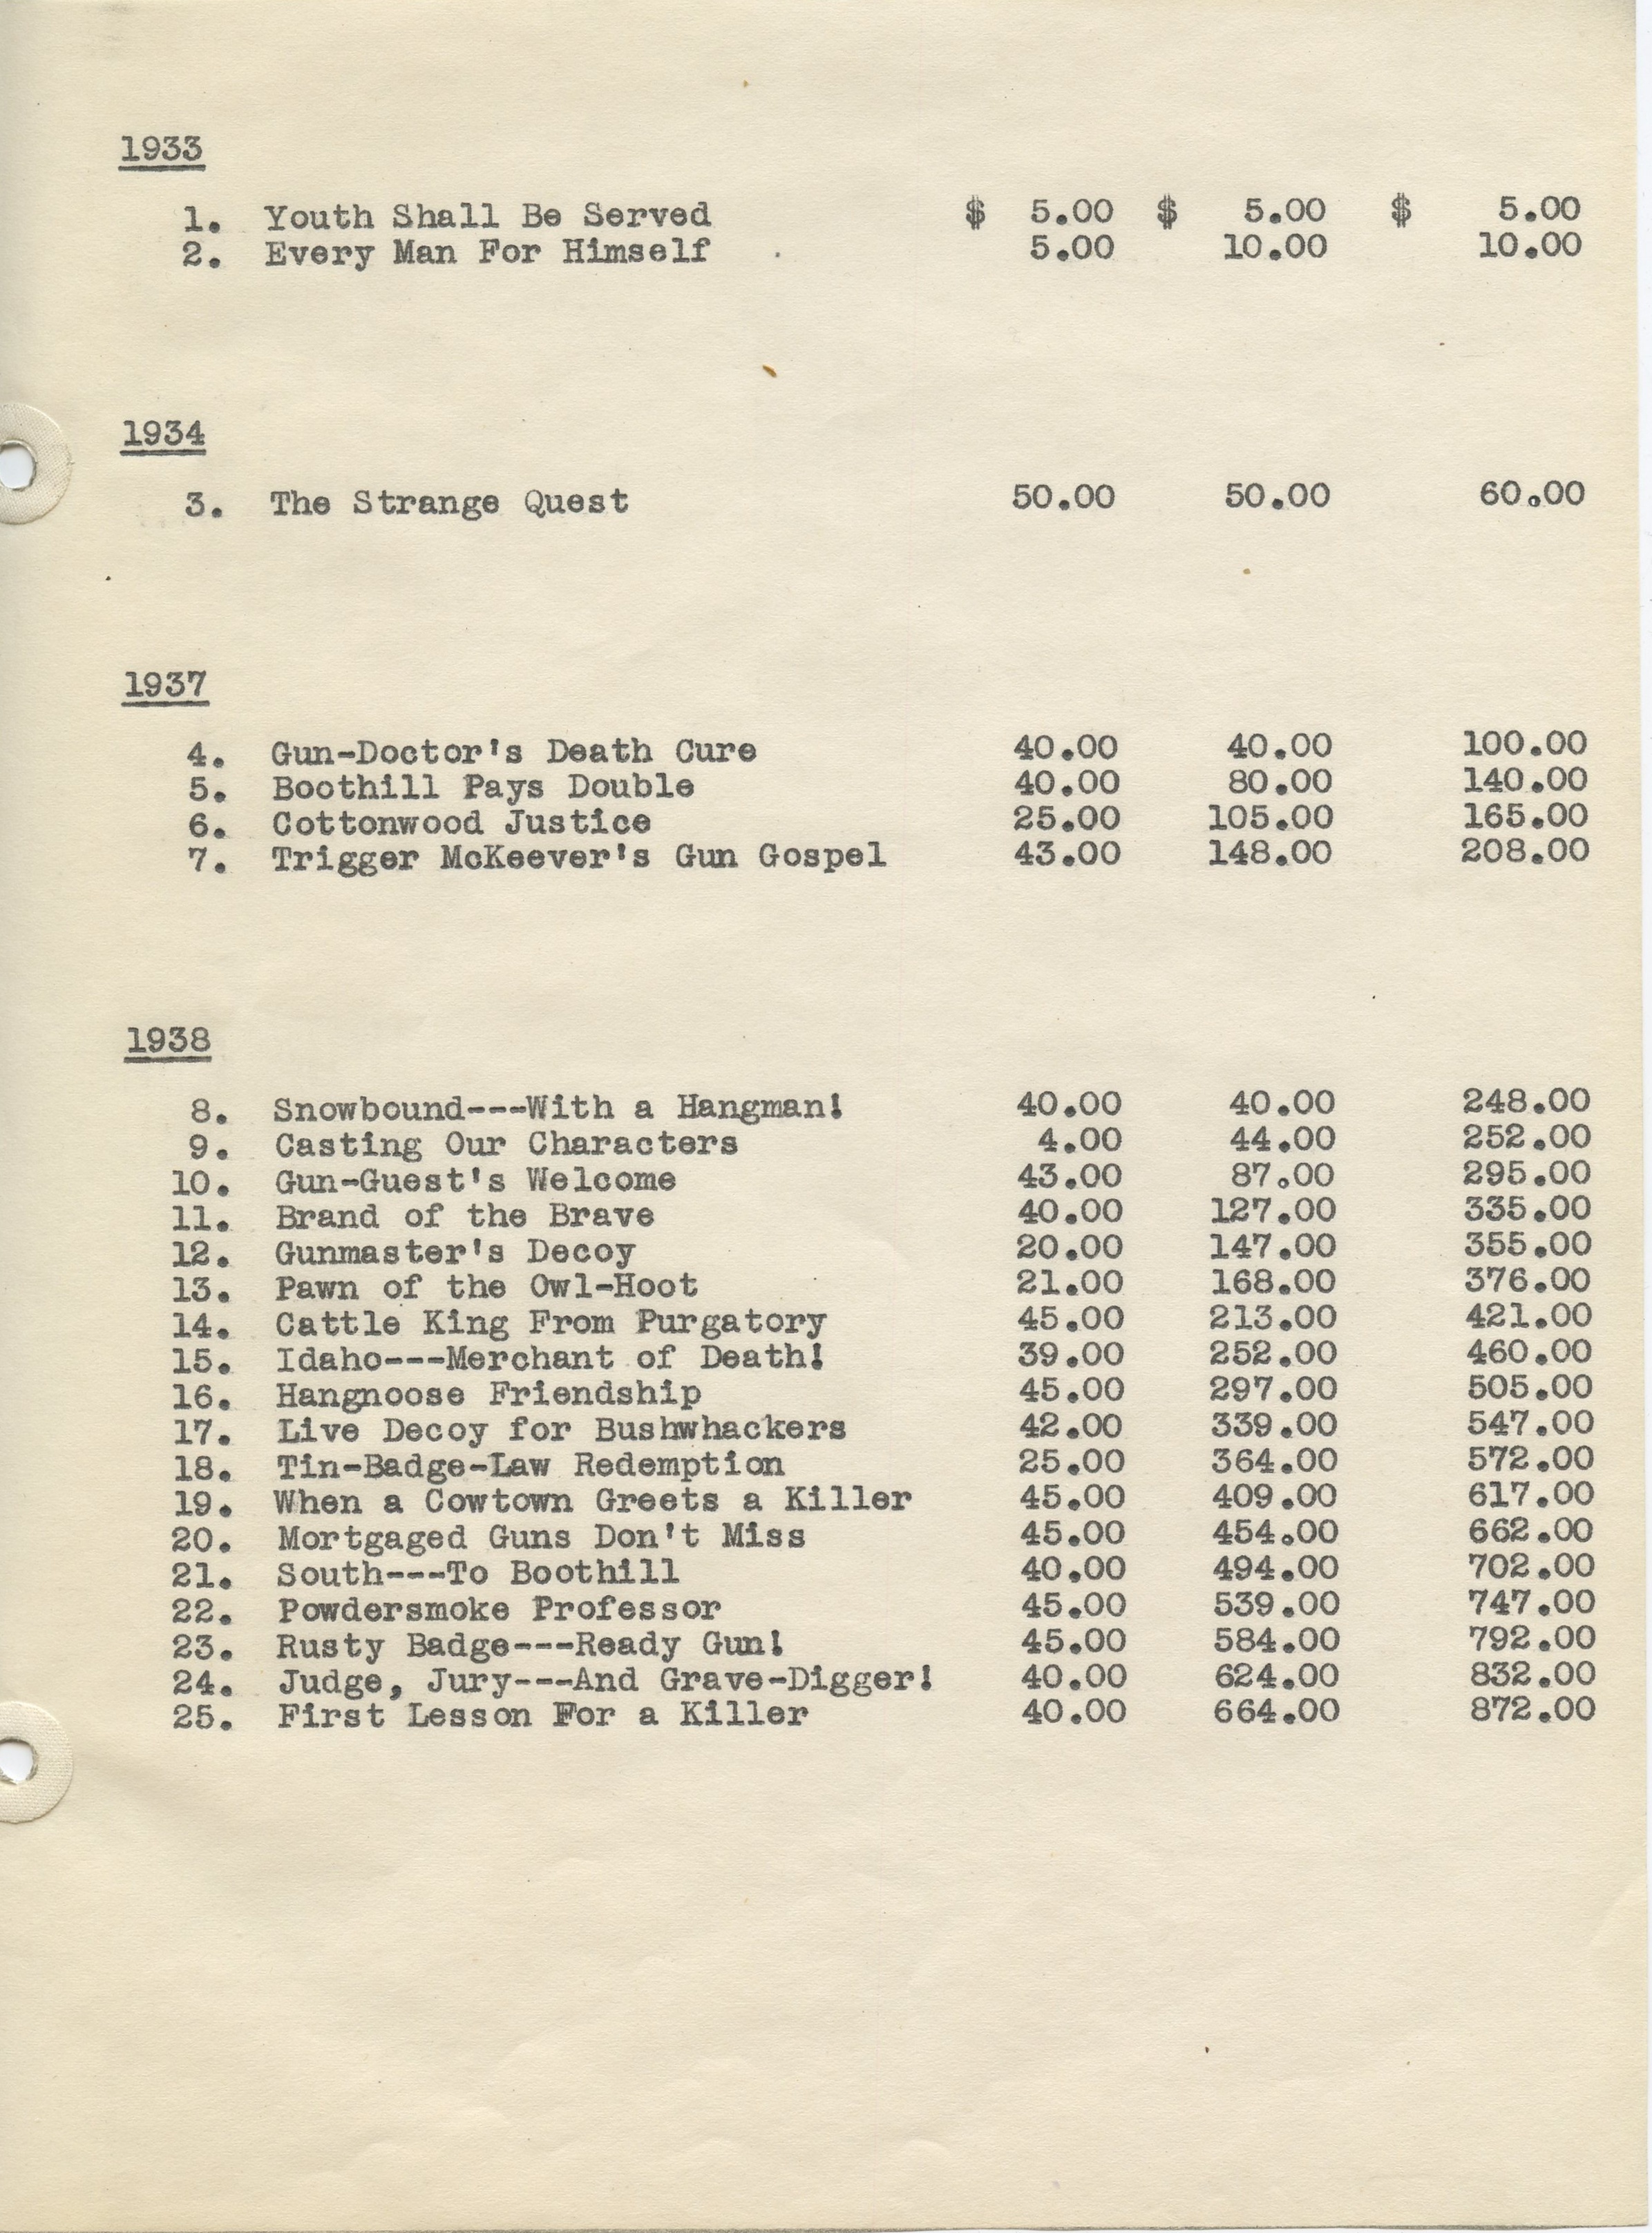 1933
1. Youth Shall Be Served $ 5.00 $ 5.00 $ 5.00
2. Every Man For Himself 5.00 10.00 10.00
1934
3. The Strange Quest 50.00 50.00 60.00
1937
4. Gun-Doctor's Death Cure 40.00 40.00 100.00
5. Boothill Pays Double 40.00 80.00 140.00
6. Cottonwood Justice 25.00 105.00 165.00
7. Trigger McKeever's Gun Gospel 43.00 148.00 208.00
1938
8. Snowbound---With a Hangman! 40.00 40.00 248.00
9. Casting Our Characters 4.00 44.00 252.00
10. Gun-Guest's Welcome 43.00 87.00 295.00
11. Brand of the Brave 40.00 127.00 335.00
12. Gunmaster's Decoy 20.00 147.00 355.00
13. Pawn of the Owl-Hoot 21.00 168.00 376.00
14. Cattle King From Purgatory 45.00 213.00 421.00
15. Idaho---Merchant of Death! 39.00 252.00 460.00
16. Hangnoose Friendship 45.00 297.00 505.00
17. Live Decoy for Bushwhackers 42.00 339.00 547.00
18. Tin-Badge-Law Redemption 25.00 364.00 572.00
19. When a Cowtown Greets a Killer 45.00 409.00 617.00
20. Mortgaged Guns Don't Miss 45.00 454.00 662.00
21. South---To Boothill 40.00 494.00 702.00
22. Powdersmoke Professor 45.00 539.00 747.00
23. Rusty Badge---Ready Gun! 45.00 584.00 792.00
24. Judge, Jury---And Grave-Digger! 40.00 624.00 832.00
25. First Lesson For a Killer 40.00 664.00 872.00